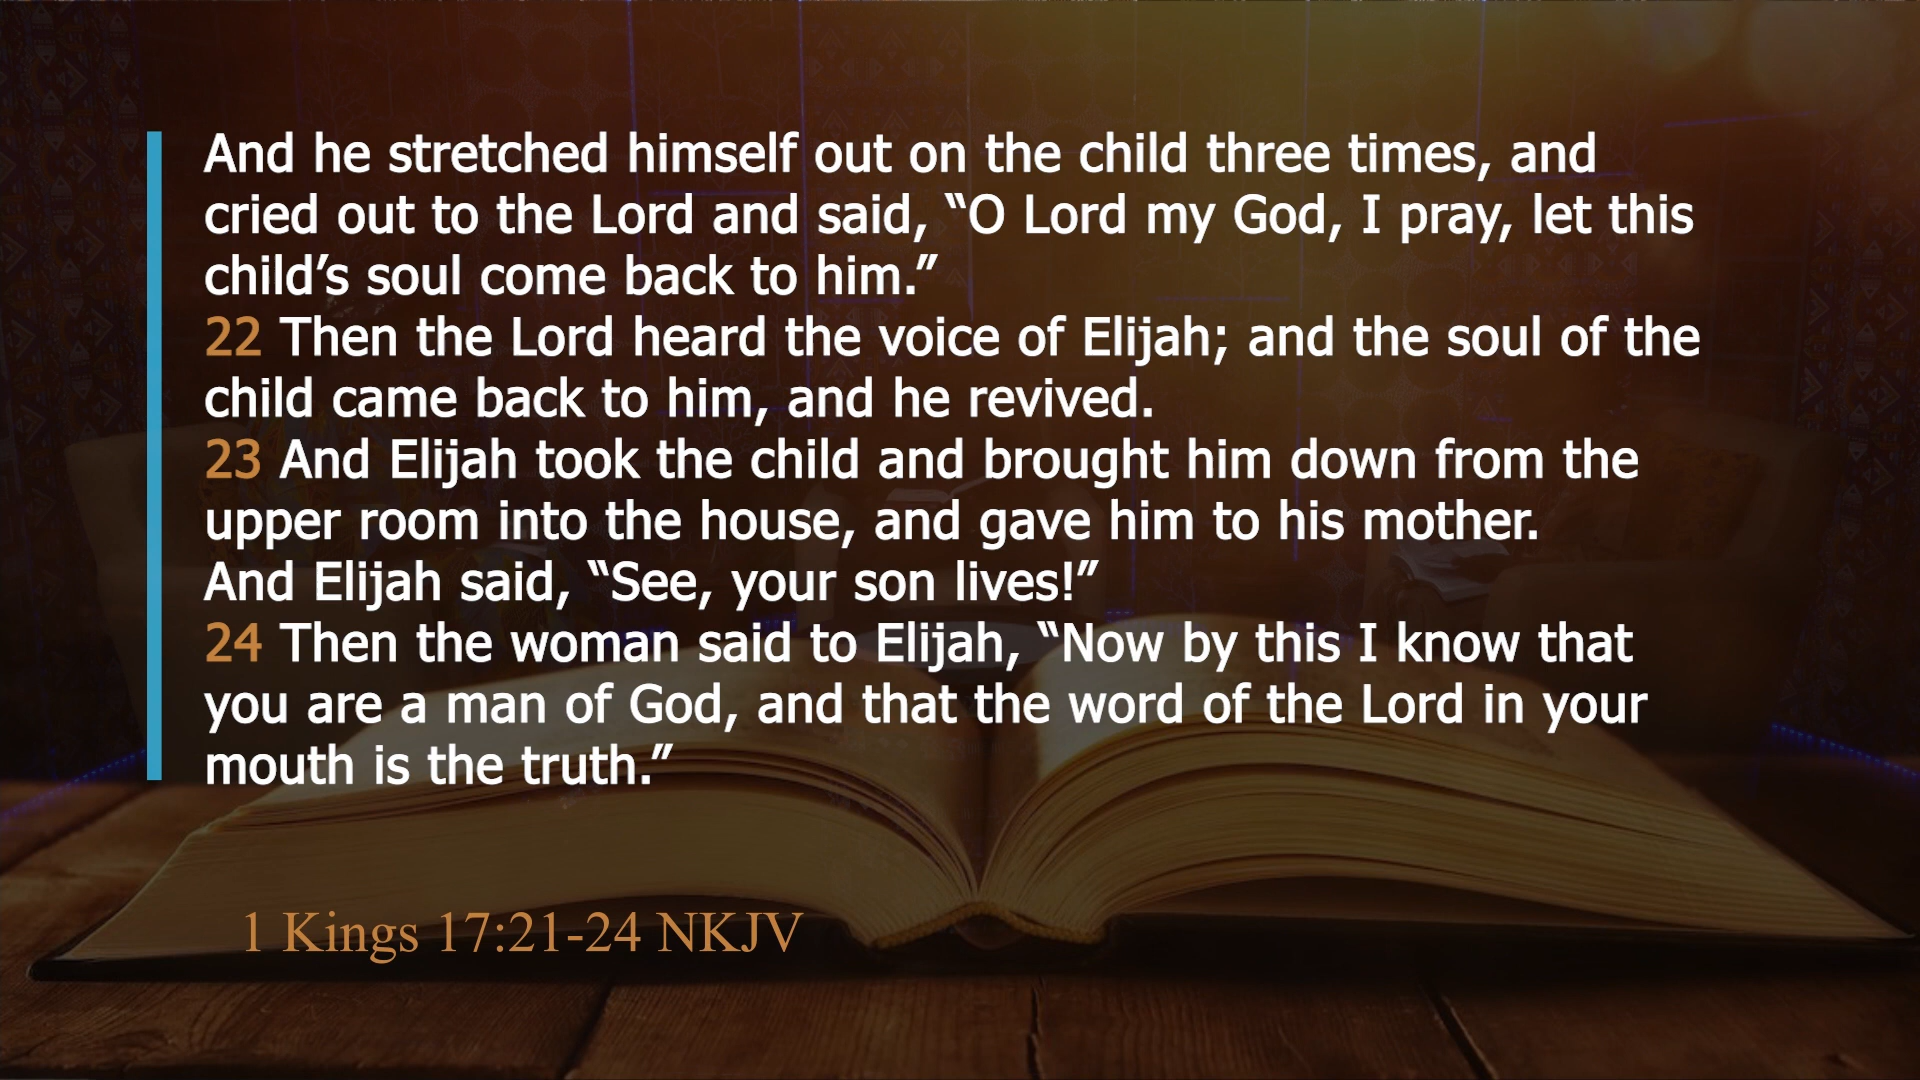 And he stretched himself out on the child three times, and
cried out to the Lord and said, “O Lord my God, I pray, let this
child’s soul come back to him.”
22 Then the Lord heard the voice of Elijah; and the soul of the
child came back to him, and he revived.
23 And Elijah took the child and brought him down from the
upper room into the house, and gave him to his mother.
And Elijah said, “See, your son lives!”
24 Then the woman said to Elijah, “Now by this I know that
you are a man of God, and that the word of the Lord in your
mouth is the truth.”
1 Kings 17:21-24 NKJV